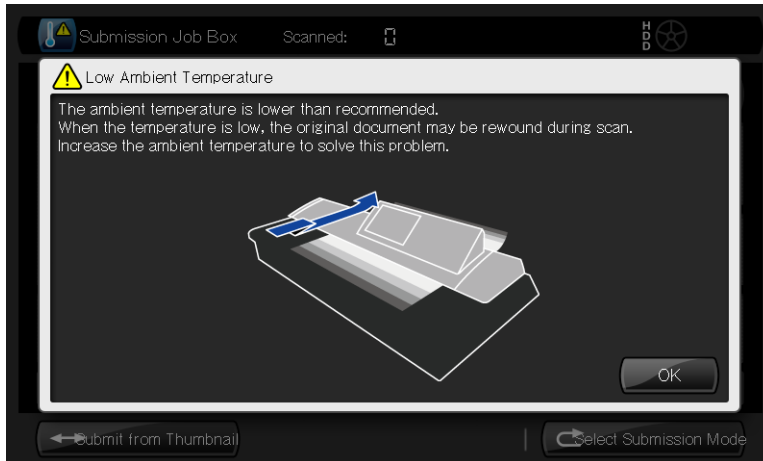 Submission Job Box
Scanned:
0
HDD
Low Ambient Temperature
The ambient temperature is lower than recommended.
When the temperature is low, the original document may be rewound during scan.
Increase the ambient temperature to solve this problem.
OK
Submit from Thumbnail
Select Submission Mode